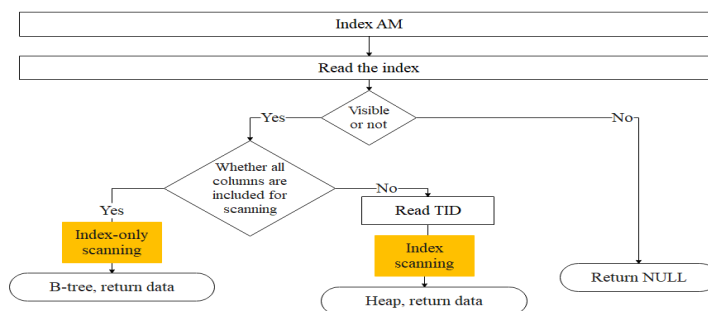 Index AM
Read the index
Visible
or not
Yes
No
Whether all
columns are
included for
scanning
Yes
No
Read TID
Index-only
scanning
Index
scanning
B-tree, return data
Heap, return data
Return NULL